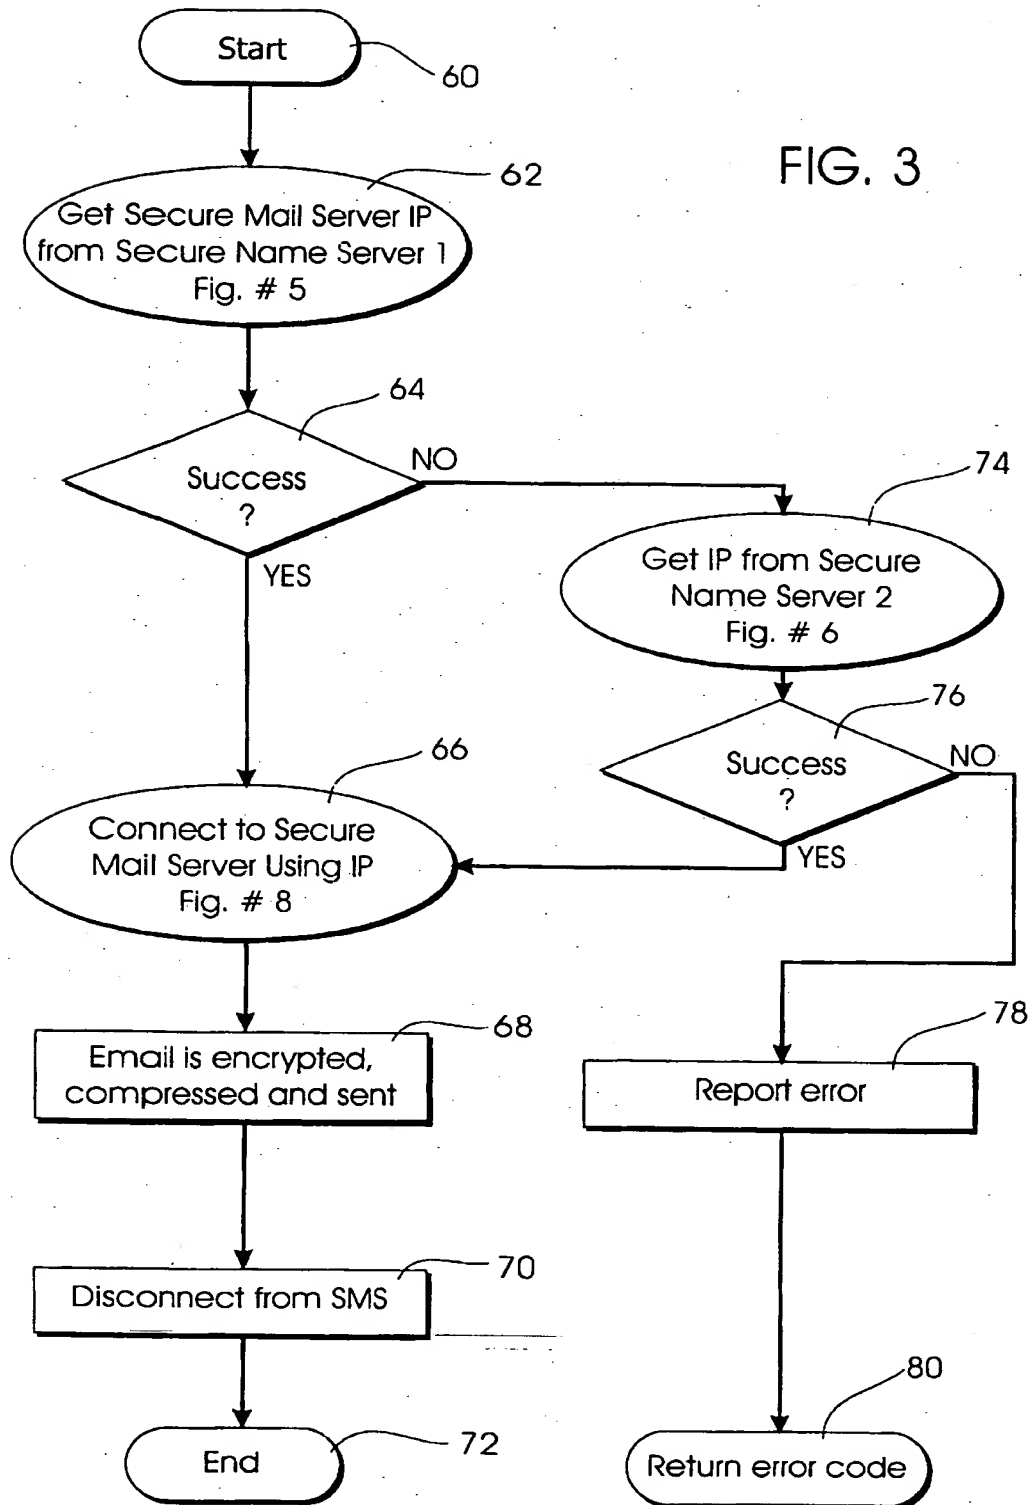 Start
60
FIG. 3
62
Get Secure Mail Server IP
from Secure Name Server 1
Fig. # 5
64
Success
?
NO
YES
74
Get IP from Secure
Name Server 2
Fig. # 6
76
Success
?
NO
YES
66
Connect to Secure
Mail Server Using IP
Fig. # 8
68
Email is encrypted,
compressed and sent
78
Report error
70
Disconnect from SMS
80
Return error code
72
End